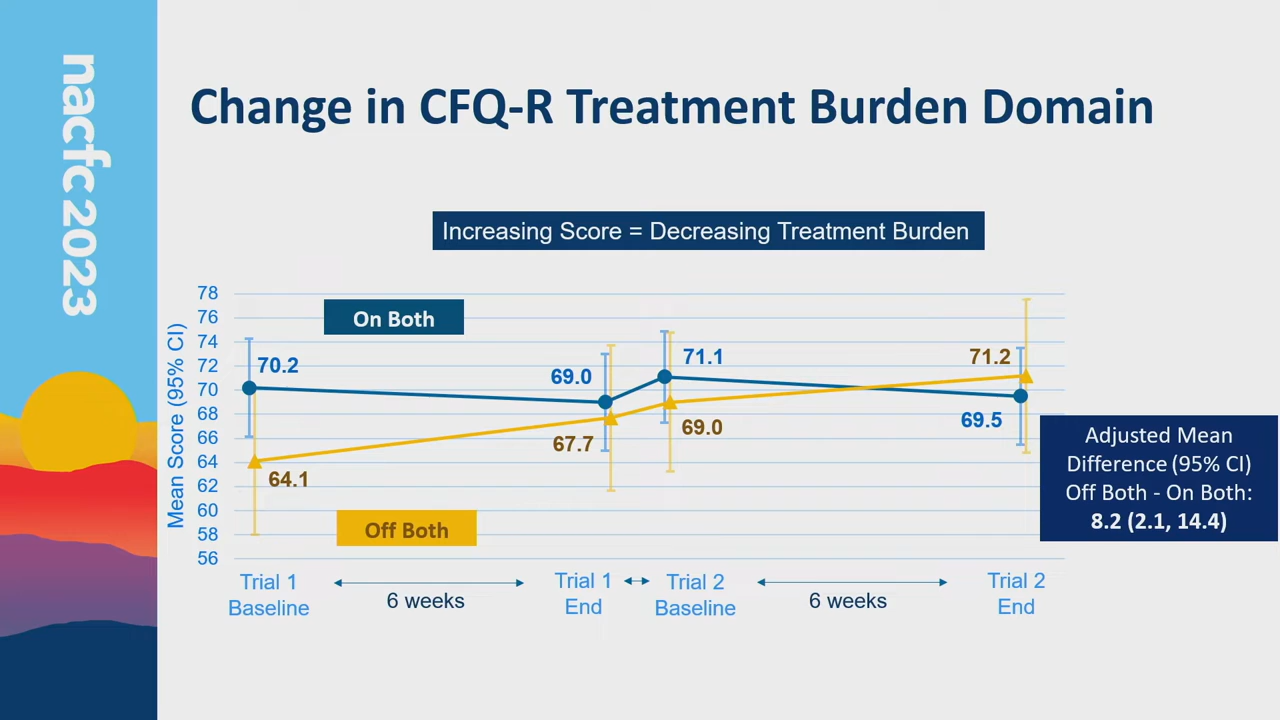 nacfc2023
Change in CFQ-R Treatment Burden Domain
Increasing Score = Decreasing Treatment Burden
Mean Score (95% CI)
78
76
74
72
70
68
66
64
62
60
58
56
On Both
Off Both
70.2
69.0
71.1
69.5
64.1
67.7
69.0
71.2
Trial 1
Baseline
6 weeks
Trial 1
End
Trial 2
Baseline
6 weeks
Trial 2
End
Adjusted Mean
Difference (95% CI)
Off Both - On Both:
8.2 (2.1, 14.4)